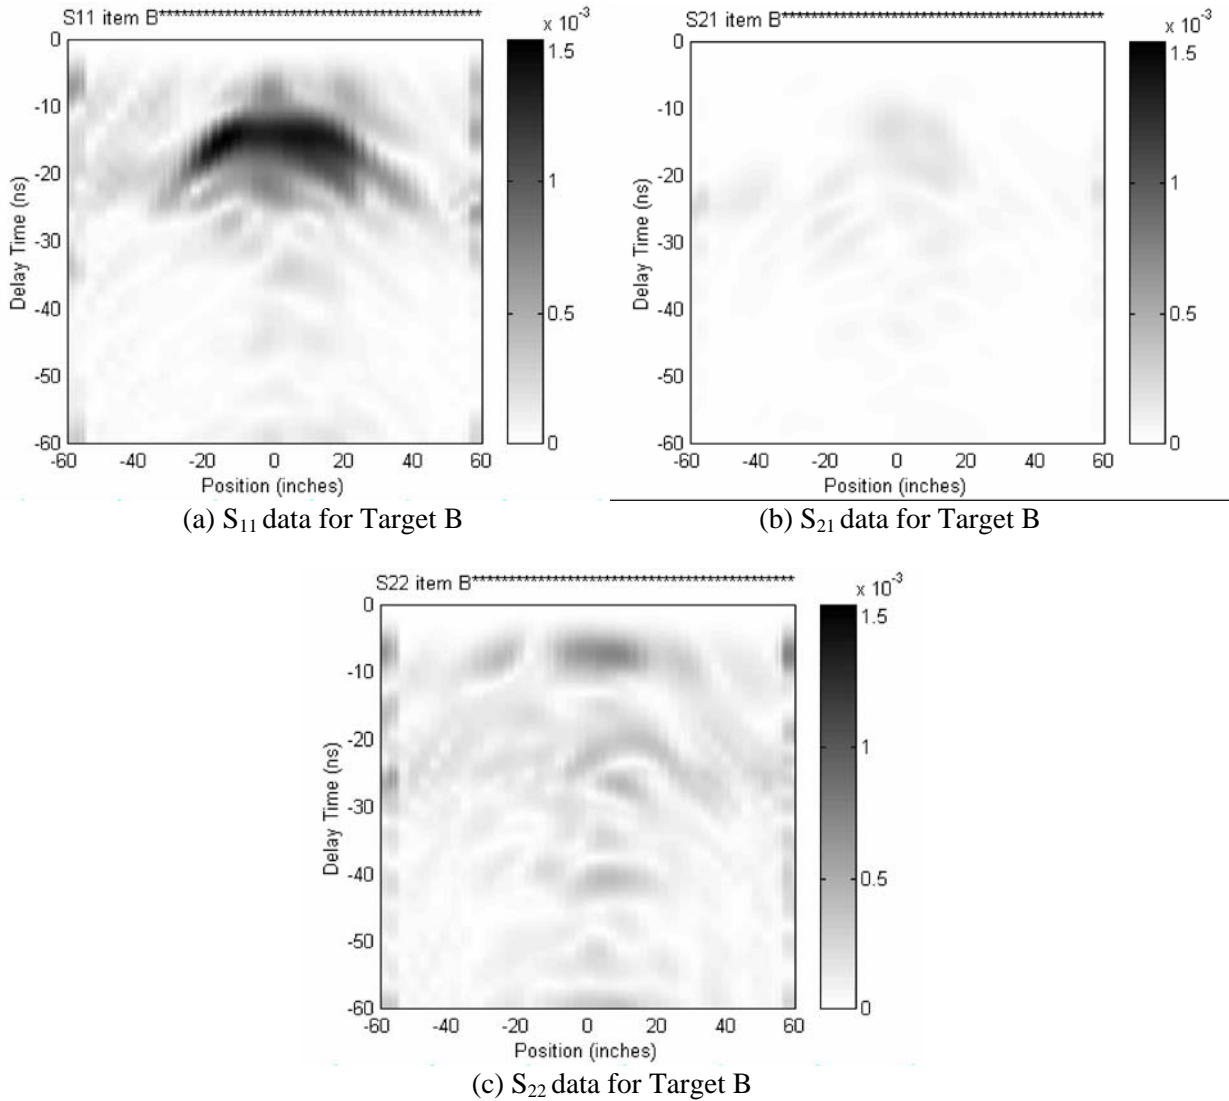 S11 item B*******************************************
x 10-3
0
-10
-20
-30
-40
-50
-60
Delay Time (ns)
-60 -40 -20 0 20 40 60
Position (inches)
1.5
1
0.5
0
(a) S11 data for Target B
S21 item B*******************************************
x 10-3
0
-10
-20
-30
-40
-50
-60
Delay Time (ns)
-60 -40 -20 0 20 40 60
Position (inches)
1.5
1
0.5
0
(b) S21 data for Target B
S22 item B*******************************************
x 10-3
0
-10
-20
-30
-40
-50
-60
Delay Time (ns)
-60 -40 -20 0 20 40 60
Position (inches)
1.5
1
0.5
0
(c) S22 data for Target B